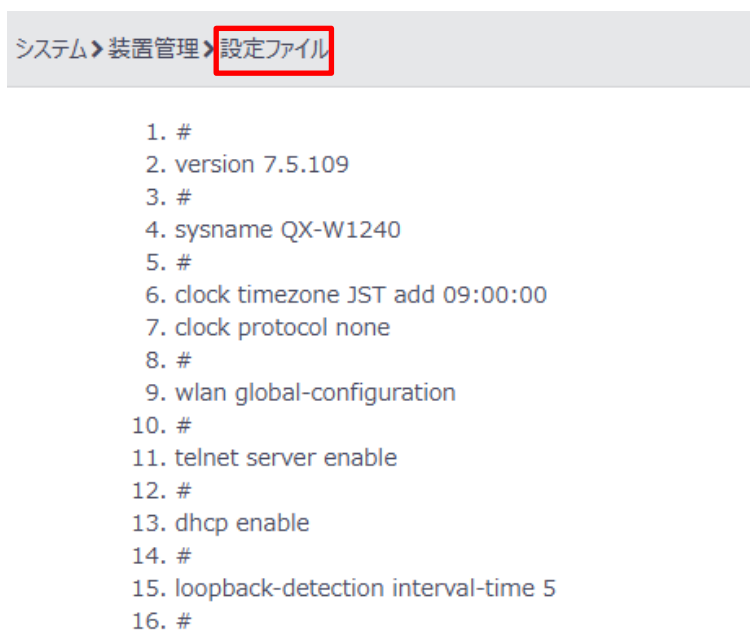 システム>装置管理>設定ファイル
1. #
2. version 7.5.109
3. #
4. sysname QX-W1240
5. #
6. clock timezone JST add 09:00:00
7. clock protocol none
8. #
9. wlan global-configuration
10. #
11. telnet server enable
12. #
13. dhcp enable
14. #
15. loopback-detection interval-time 5
16. #